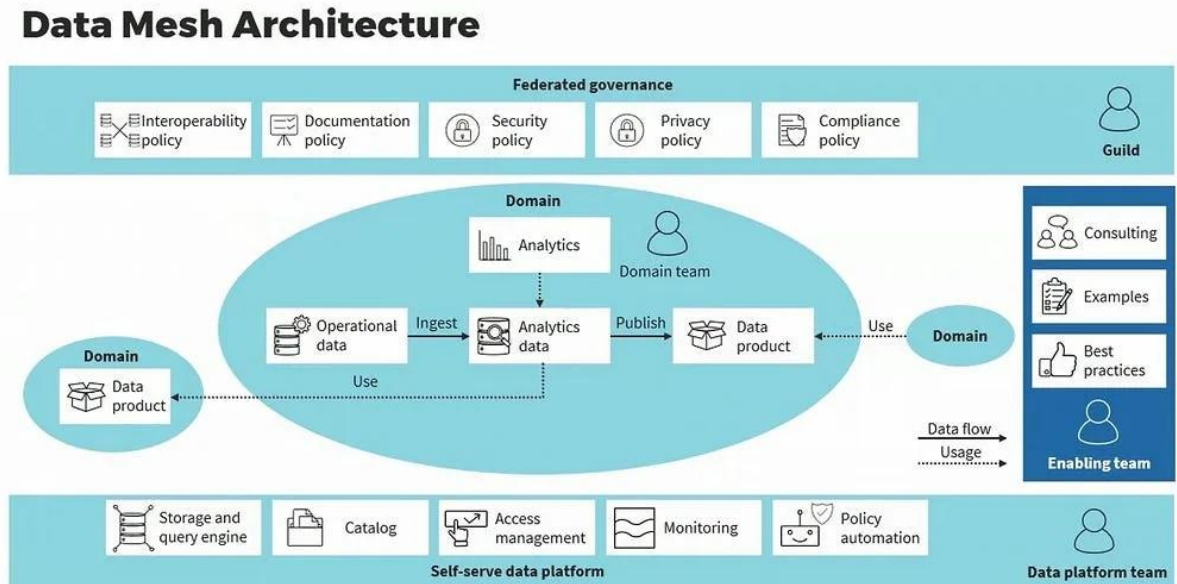 Data Mesh Architecture
Federated governance
Interoperability
policy
Documentation
policy
Security
policy
Privacy
policy
Compliance
policy
Guild
Domain
Analytics
Domain team
Operational
data
Ingest
Analytics
data
Publish
Data
product
Use
Domain
Domain
Data
product
Use
Data flow
Usage
Consulting
Examples
Best
practices
Enabling team
Storage and
query engine
Catalog
Access
management
Monitoring
Policy
automation
Self-serve data platform
Data platform team